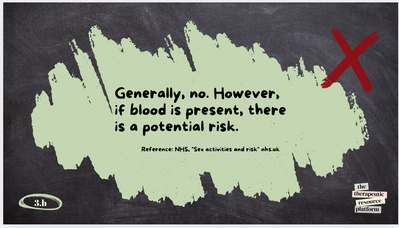 Generally, no. However,
if blood is present, there
is a potential risk.
Reference: NHS, "Sex activities and risk" nhs.uk
3.b
the
therapeutic
resource
platform